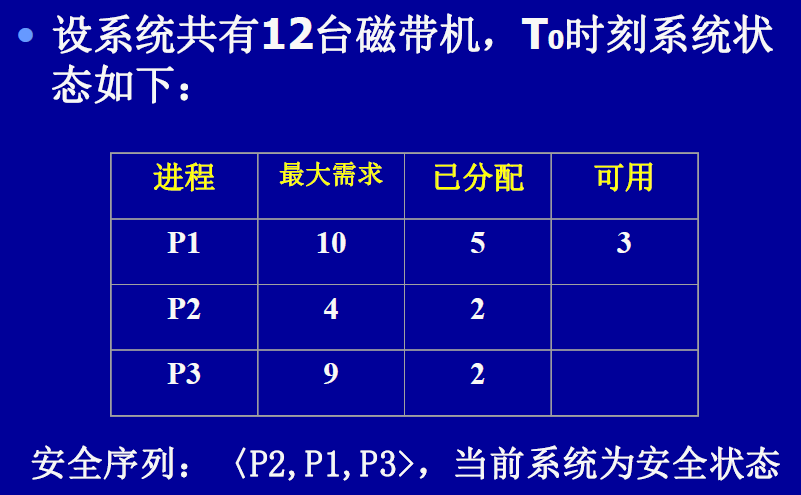 设系统共有12台磁带机，T0时刻系统状
态如下：
进程 最大需求 已分配 可用
P1 10 5 3
P2 4 2
P3 9 2
安全序列：〈P2,P1,P3>，当前系统为安全状态